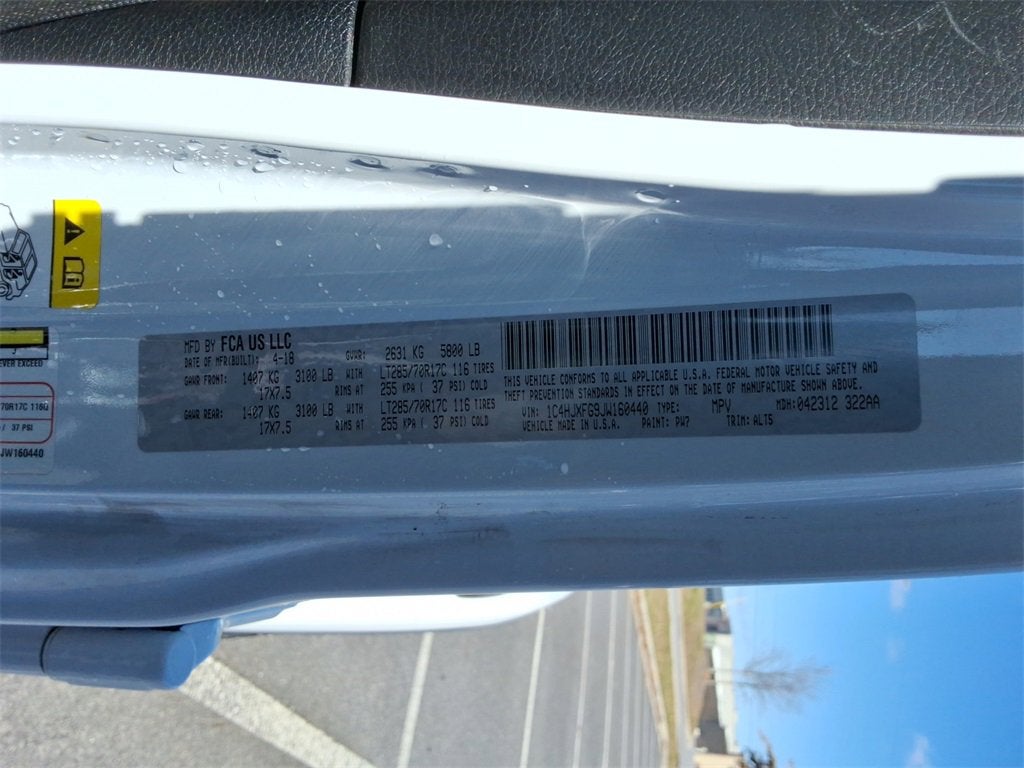 MFD BY FCA US LLC
DATE OF MFR(BUILT): 4-18 GVWR: 2631 KG 5800 LB
GAWR FRONT: 1407 KG 3100 LB WITH LT285/70R17C 116 TIRES
17X7.5 RIMS AT 255 KPA ( 37 PSI) COLD
GAWR REAR: 1407 KG 3100 LB WITH LT285/70R17C 116 TIRES
17X7.5 RIMS AT 255 KPA ( 37 PSI) COLD
THIS VEHICLE CONFORMS TO ALL APPLICABLE U.S.A. FEDERAL MOTOR VEHICLE SAFETY AND
THEFT PREVENTION STANDARDS IN EFFECT ON THE DATE OF MANUFACTURE SHOWN ABOVE.
VIN: 1C4HJXFG9JW160440 TYPE: MPV MDH: 042312 322AA
VEHICLE MADE IN U.S.A. PAINT: PW7 TRIM: ALT5
EVER EXCEED
70R17C 116Q
/ 37 PSI
JW160440